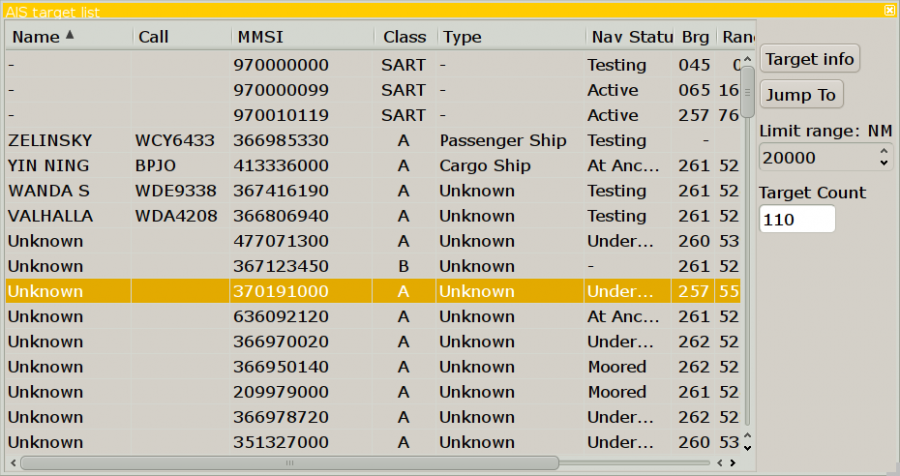 AIS target list
Name Call MMSI Class Type Nav Statu Brg Ran
- 970000000 SART - Testing 045 0
- 970000099 SART - Active 065 16
- 970010119 SART - Active 257 76
ZELINSKY WCY6433 366985330 A Passenger Ship Testing -
YIN NING BPJO 413336000 A Cargo Ship At Anc... 261 52
WANDA S WDE9338 367416190 A Unknown Testing 261 52
VALHALLA WDA4208 366806940 A Unknown Testing 261 52
Unknown 477071300 A Unknown Under... 260 53
Unknown 367123450 B Unknown - 261 52
Unknown 370191000 A Unknown Under... 257 55
Unknown 636092120 A Unknown At Anc... 261 52
Unknown 366970020 A Unknown Under... 262 52
Unknown 366950140 A Unknown Moored 262 52
Unknown 209979000 A Unknown Moored 261 52
Unknown 366978720 A Unknown Under... 262 52
Unknown 351327000 A Unknown Under... 260 53
Target info
Jump To
Limit range: NM
20000
Target Count
110